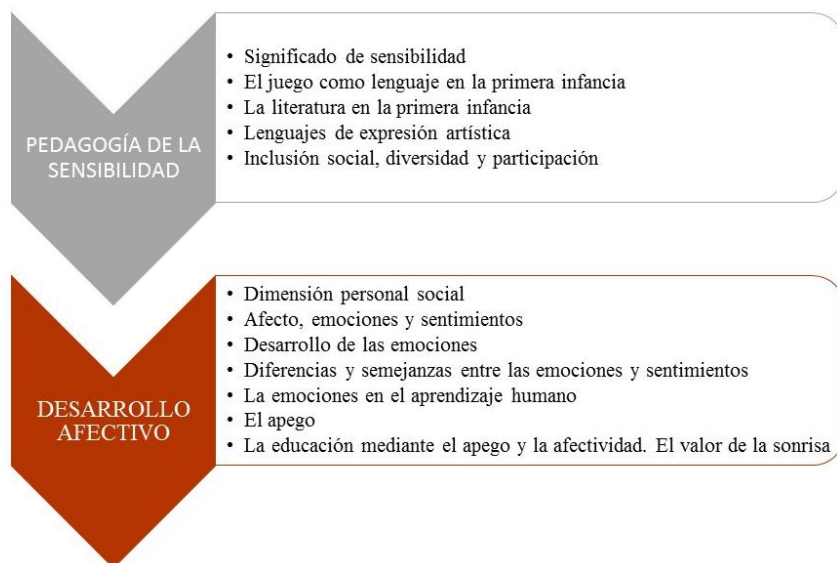 PEDAGOGÍA DE LA
SENSIBILIDAD
• Significado de sensibilidad
• El juego como lenguaje en la primera infancia
• La literatura en la primera infancia
• Lenguajes de expresión artística
• Inclusión social, diversidad y participación
DESARROLLO
AFECTIVO
• Dimensión personal social
• Afecto, emociones y sentimientos
• Desarrollo de las emociones
• Diferencias y semejanzas entre las emociones y sentimientos
• La emociones en el aprendizaje humano
• El apego
• La educación mediante el apego y la afectividad. El valor de la sonrisa